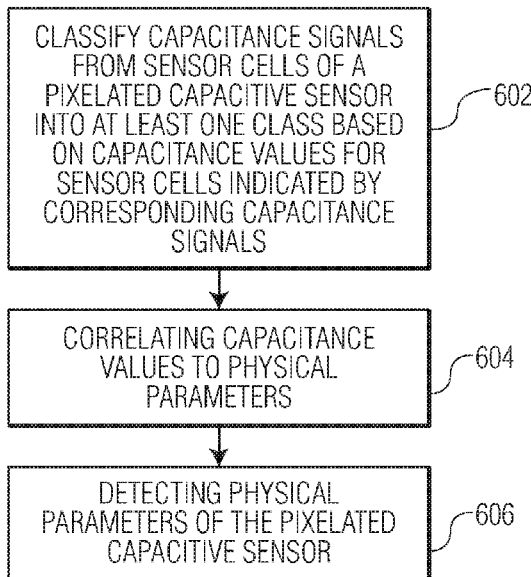 CLASSIFY CAPACITANCE SIGNALS
FROM SENSOR CELLS OF A
PIXELATED CAPACITIVE SENSOR
INTO AT LEAST ONE CLASS BASED
ON CAPACITANCE VALUES FOR
SENSOR CELLS INDICATED BY
CORRESPONDING CAPACITANCE
SIGNALS
602
CORRELATING CAPACITANCE
VALUES TO PHYSICAL
PARAMETERS
604
DETECTING PHYSICAL
PARAMETERS OF THE PIXELATED
CAPACITIVE SENSOR
606